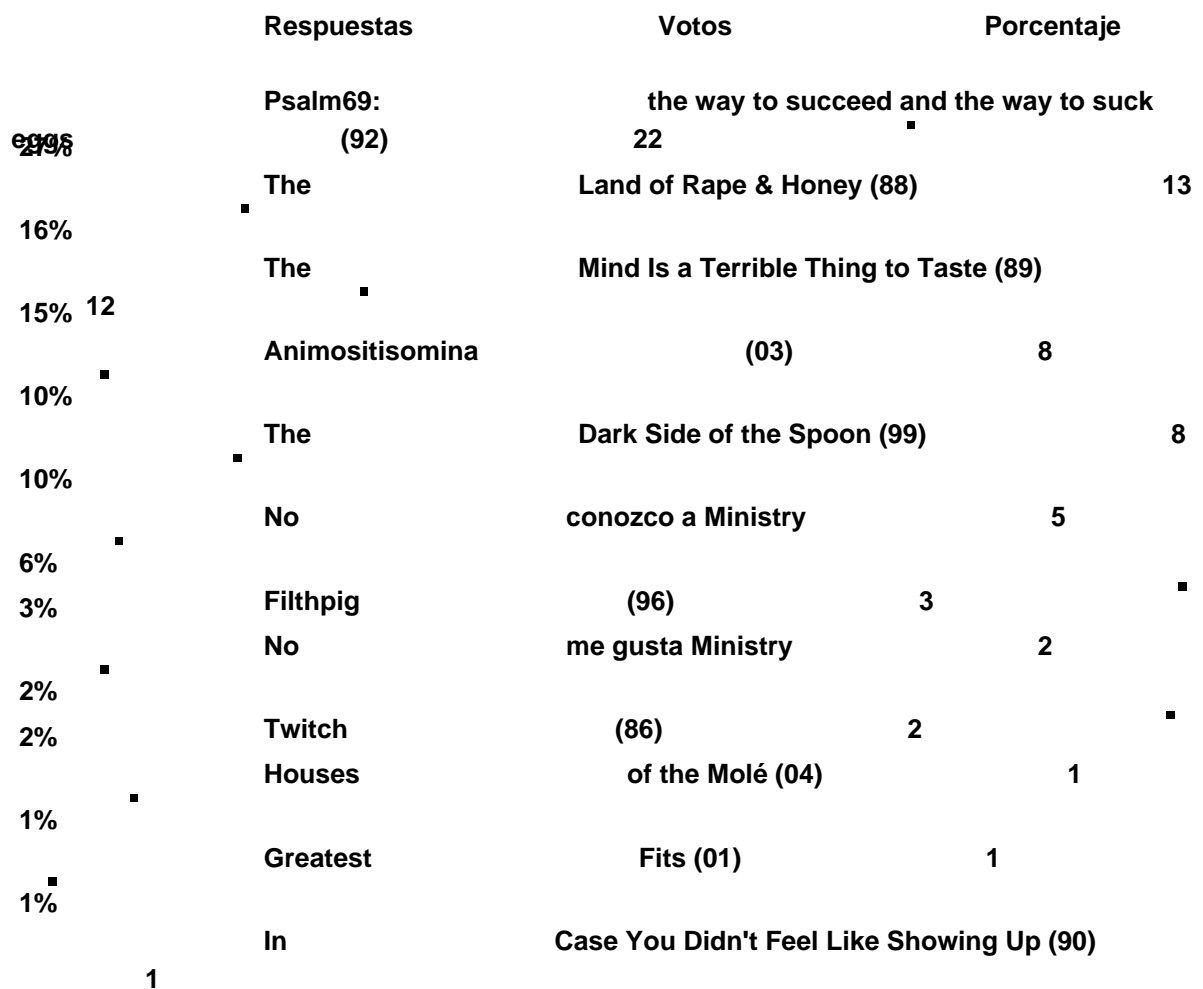 Respuestas Votos Porcentaje
Psalm69: the way to succeed and the way to suck
eggs (92) 22
27%
The Land of Rape & Honey (88) 13
16%
The Mind Is a Terrible Thing to Taste (89)
12
15%
Animositisomina (03) 8
10%
The Dark Side of the Spoon (99) 8
10%
No conozco a Ministry 5
6%
Filthpig (96) 3
3%
No me gusta Ministry 2
2%
Twitch (86) 2
2%
Houses of the Molé (04) 1
1%
Greatest Fits (01) 1
1%
In Case You Didn't Feel Like Showing Up (90)
1